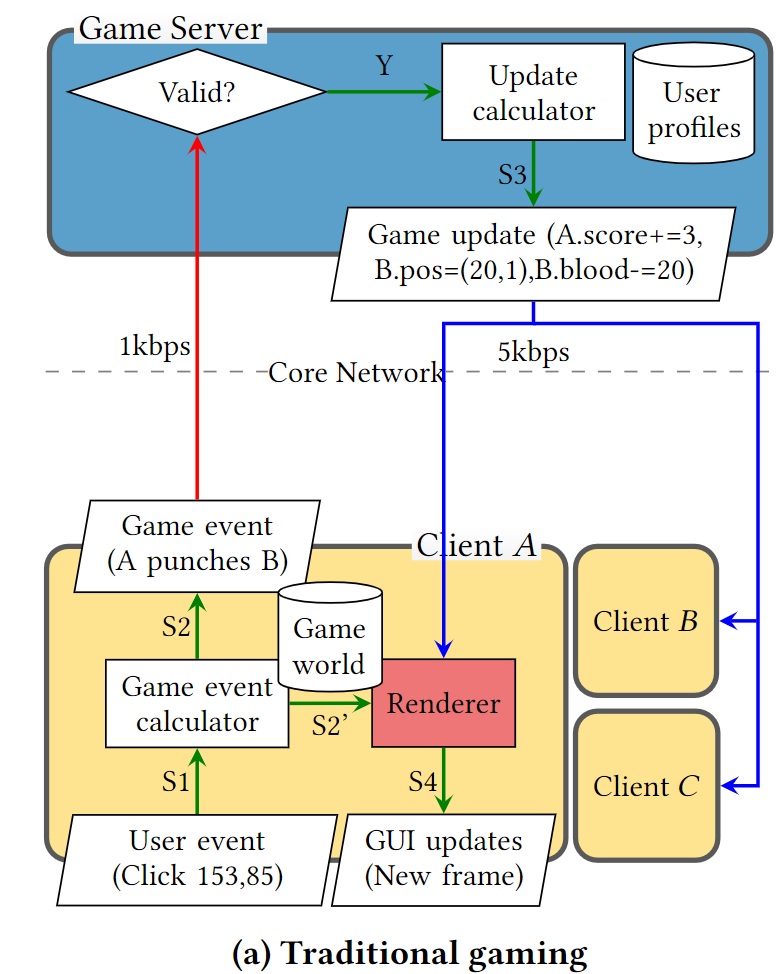 Game Server
Valid?
Y
Update
calculator
User
profiles
S3
Game update (A.score+=3,
B.pos=(20,1),B.blood-=20)
1kbps
5kbps
Core Network
Game event
(A punches B)
Client A
S2
Game
world
Client B
Game event
calculator
S2’
Renderer
S1
S4
Client C
User event
(Click 153,85)
GUI updates
(New frame)
(a) Traditional gaming